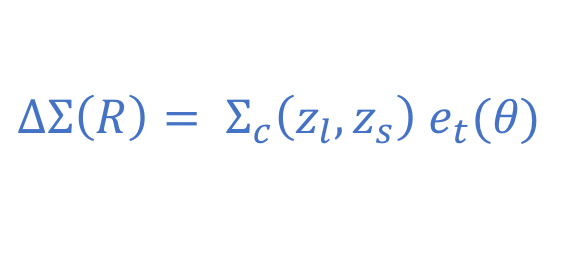 ΔΣ(R) = Σ_c(z_l, z_s) e_t(θ)